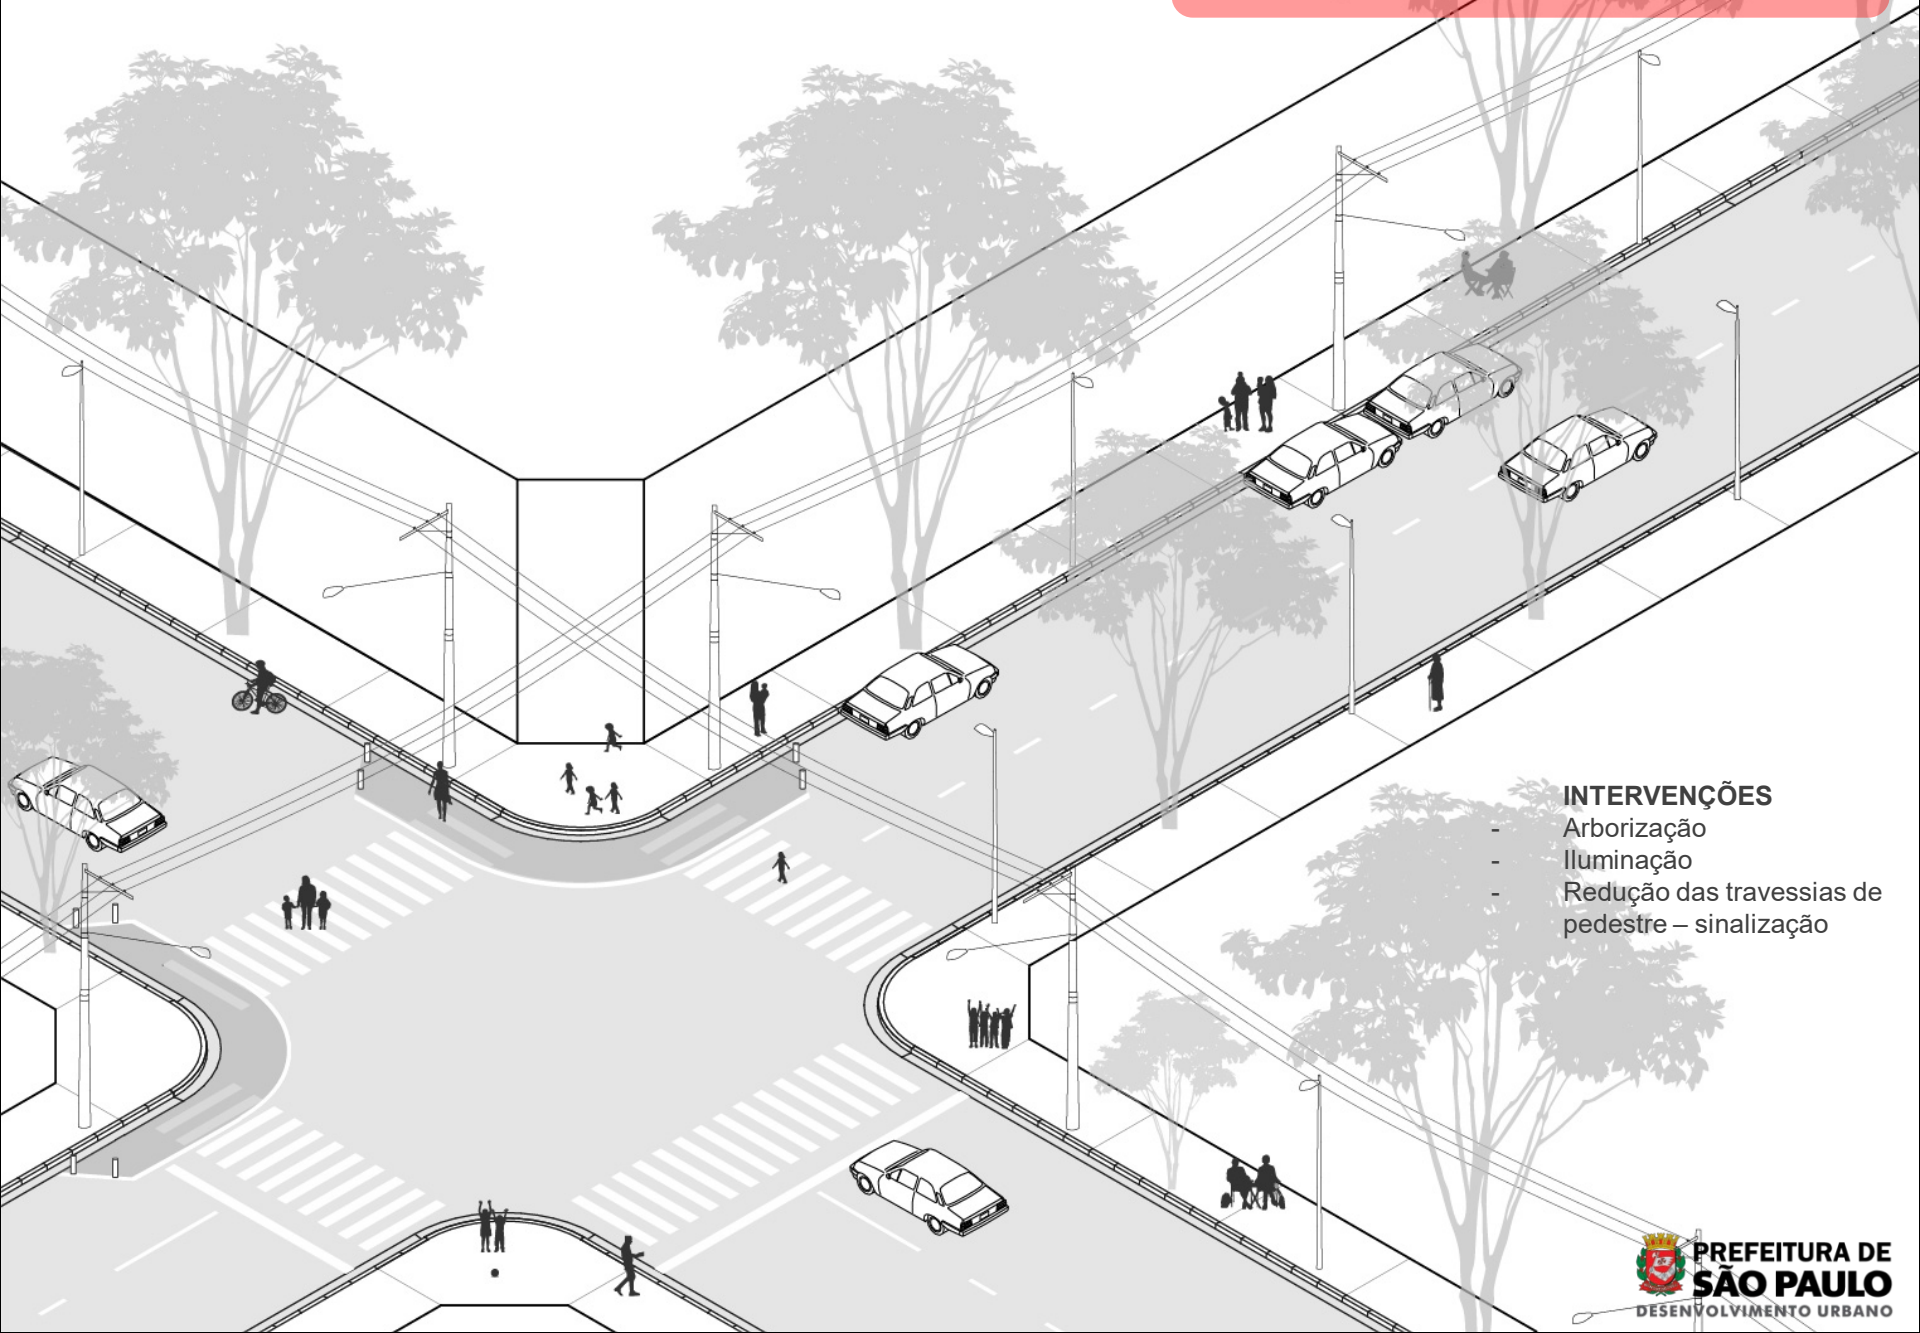 INTERVENÇÕES
- Arborização
- Iluminação
- Redução das travessias de
pedestre – sinalização
PREFEITURA DE
SÃO PAULO
DESENVOLVIMENTO URBANO